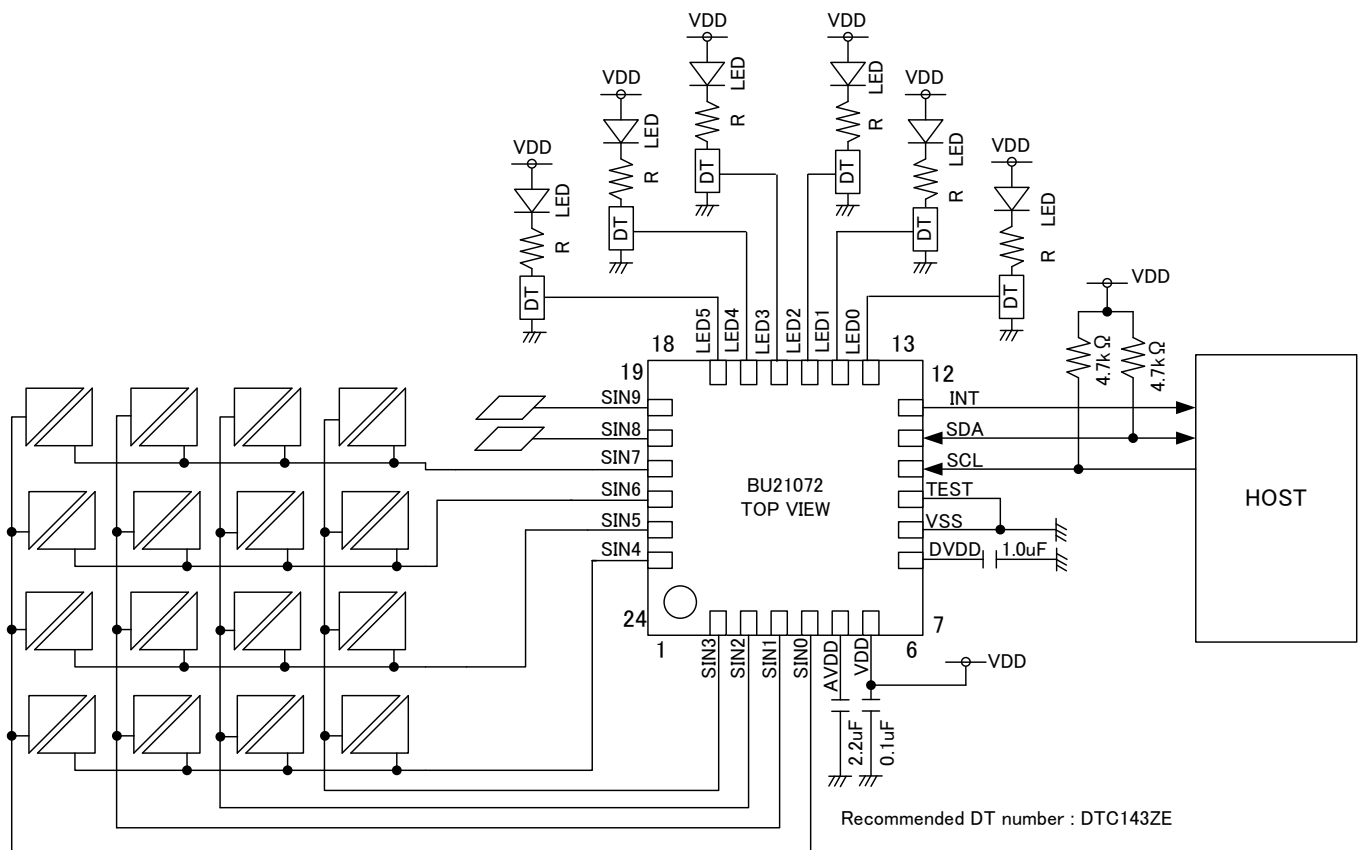 VDD
LED
R
DT
VDD
LED
R
DT
VDD
LED
R
DT
VDD
LED
R
DT
VDD
LED
R
DT
VDD
LED
R
DT
18
LED5
LED4
LED3
LED2
LED1
LED0
13
VDD
4.7kΩ
4.7kΩ
19
12
SIN9
SIN8
SIN7
SIN6
SIN5
SIN4
BU21072
TOP VIEW
INT
SDA
SCL
TEST
VSS
DVDD
1.0uF
HOST
24
1
7
6
SIN3
SIN2
SIN1
SIN0
AVDD
VDD
VDD
2.2uF
0.1uF
Recommended DT number : DTC143ZE